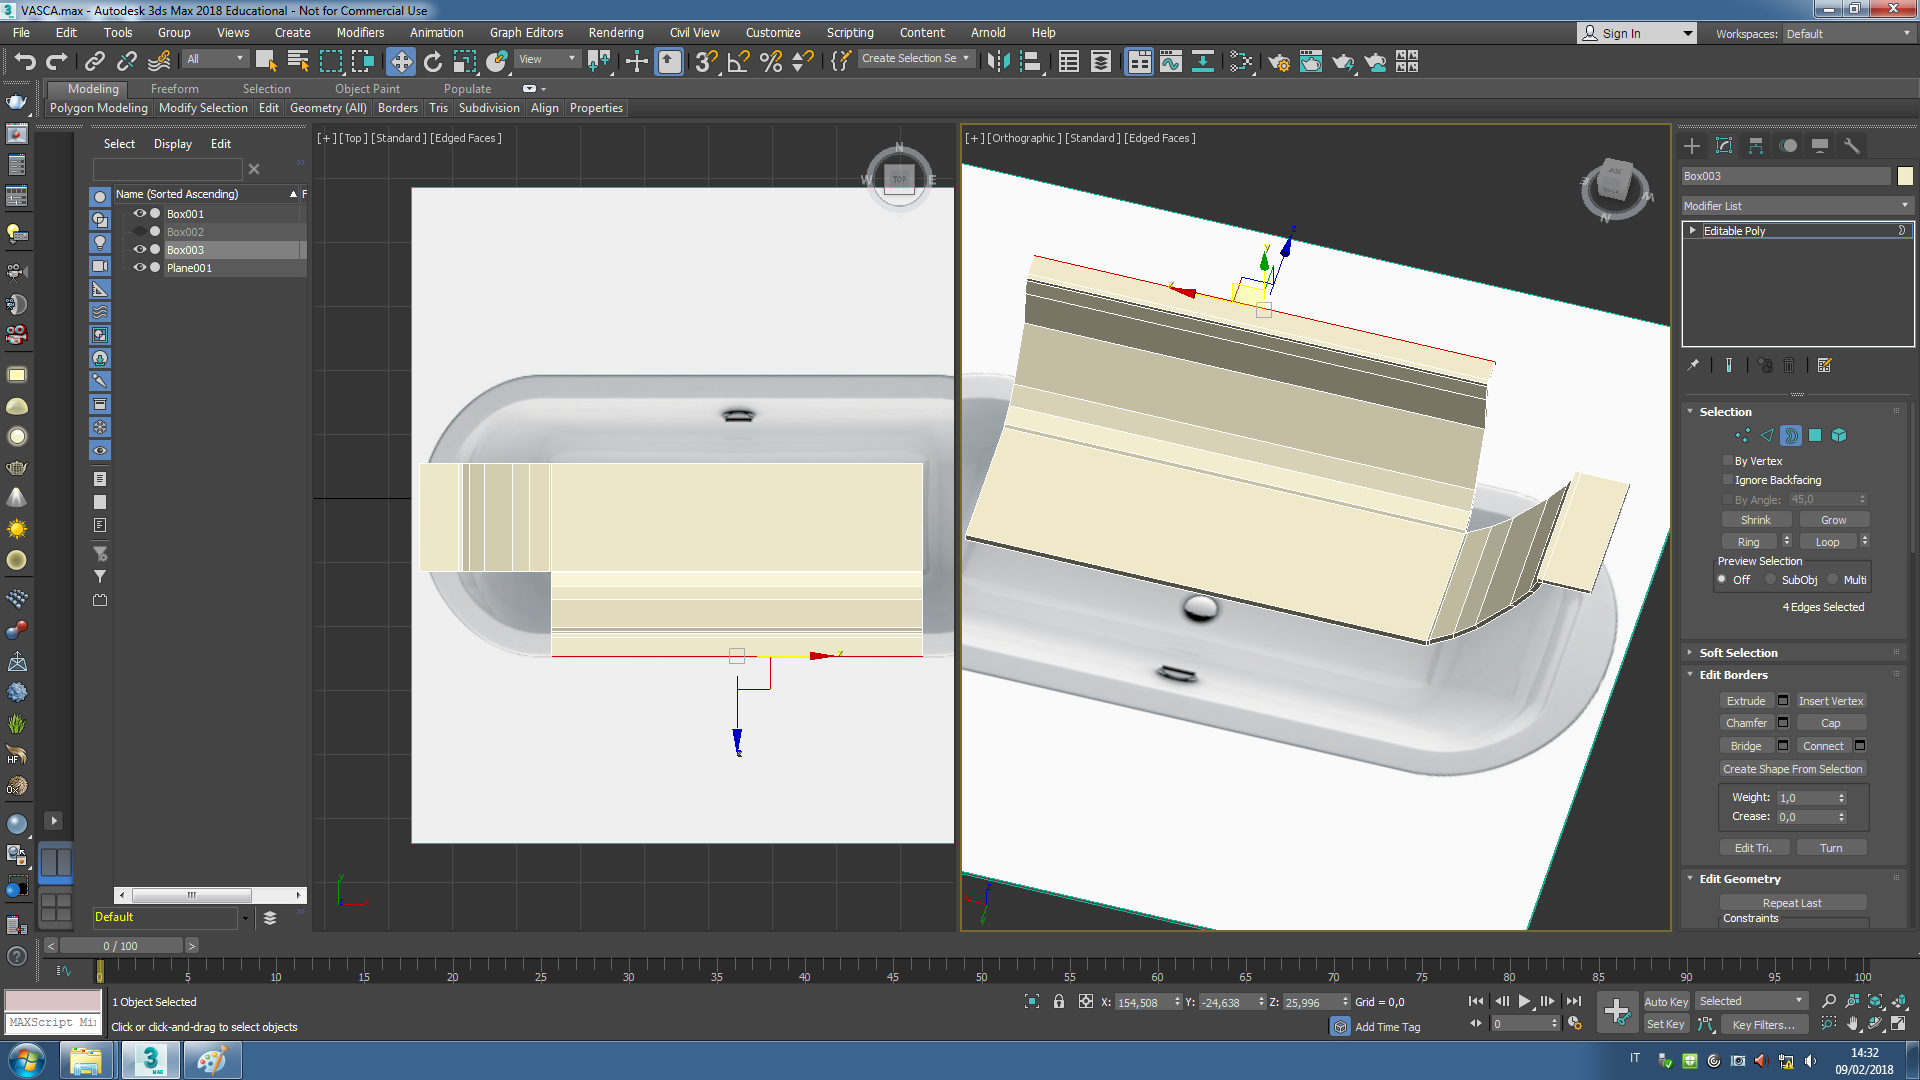 VASCA.max - Autodesk 3ds Max 2018 Educational - Not for Commercial Use
File Edit Tools Group Views Create Modifiers Animation Graph Editors Rendering Civil View Customize Scripting Content Arnold Help
Sign In
Workspaces: Default
All
View
Create Selection Se
Modeling Freeform Selection Object Paint Populate
Polygon Modeling Modify Selection Edit Geometry (All) Borders Tris Subdivision Align Properties
Select Display Edit
Name (Sorted Ascending)
Box001
Box002
Box003
Plane001
Default
[+] [Top] [Standard] [Edged Faces]
N
W TOP E
[+] [Orthographic] [Standard] [Edged Faces]
Box003
Modifier List
Editable Poly
Selection
By Vertex
Ignore Backfacing
By Angle: 45,0
Shrink Grow
Ring Loop
Preview Selection
Off SubObj Multi
4 Edges Selected
Soft Selection
Edit Borders
Extrude Insert Vertex
Chamfer Cap
Bridge Connect
Create Shape From Selection
Weight: 1,0
Crease: 0,0
Edit Tri. Turn
Edit Geometry
Repeat Last
Constraints
0 / 100
0 5 10 15 20 25 30 35 40 45 50 55 60 65 70 75 80 85 90 95 100
1 Object Selected
X: 154,508 Y: -24,638 Z: 25,996 Grid = 0,0
Auto Key Selected
MAXScript Mi
Click or click-and-drag to select objects
Add Time Tag
0
Set Key Key Filters...
IT
14:32
09/02/2018